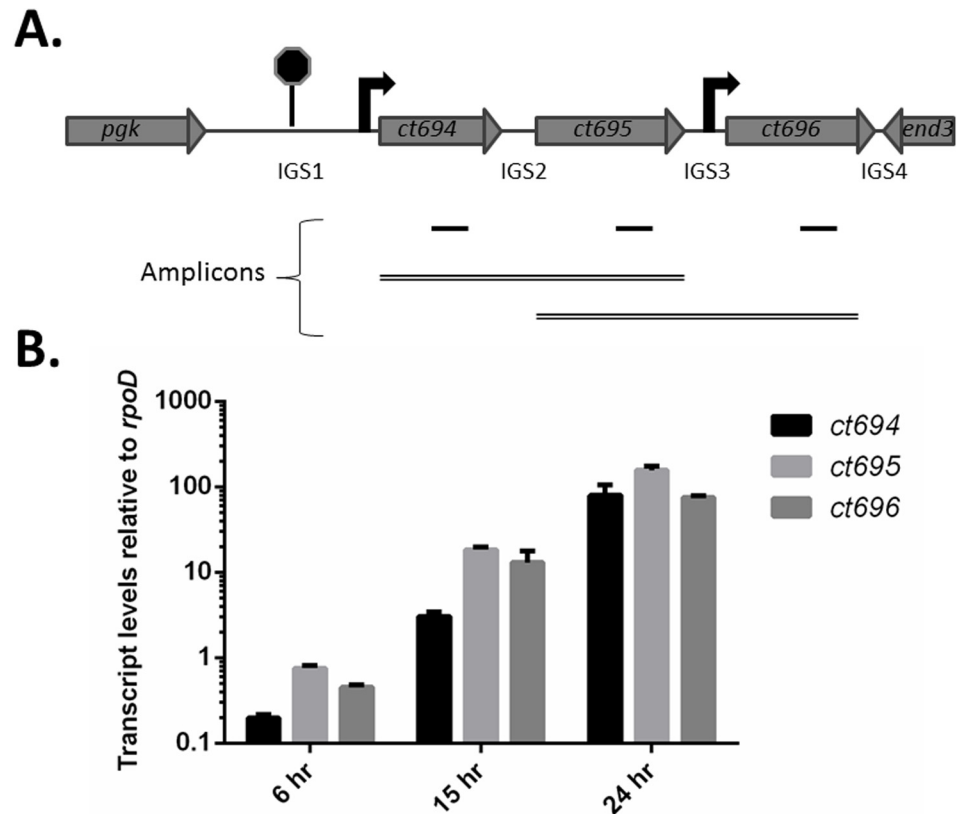 A.
pgk ct694 ct695 ct696 end3
IGS1 IGS2 IGS3 IGS4
Amplicons
B.
Transcript levels relative to rpoD
1000
100
10
1
0.1
6 hr 15 hr 24 hr
ct694
ct695
ct696